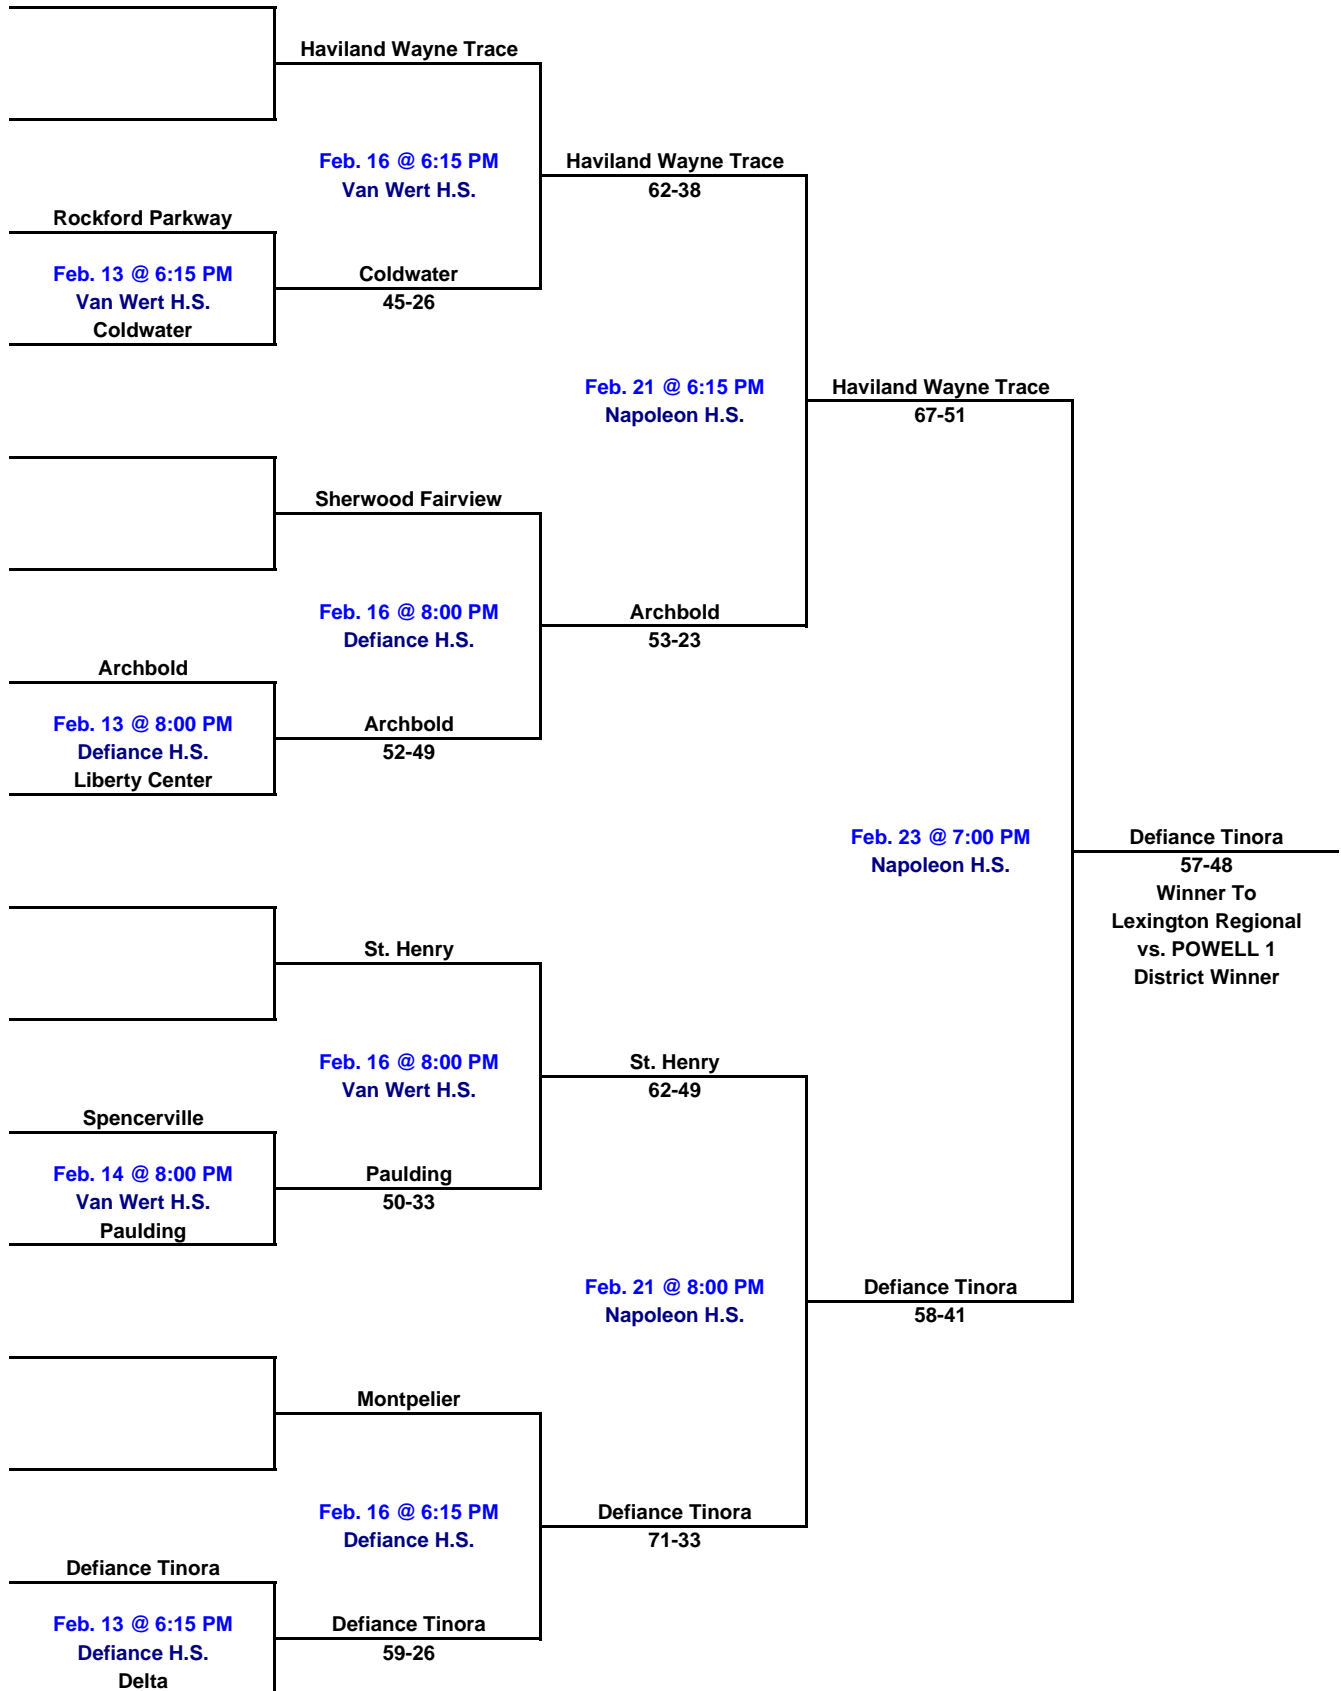 Haviland Wayne Trace
Feb. 16 @ 6:15 PM
Van Wert H.S.
Haviland Wayne Trace
62-38
Rockford Parkway
Feb. 13 @ 6:15 PM
Van Wert H.S.
Coldwater
Coldwater
45-26
Feb. 21 @ 6:15 PM
Napoleon H.S.
Haviland Wayne Trace
67-51
Sherwood Fairview
Feb. 16 @ 8:00 PM
Defiance H.S.
Archbold
53-23
Archbold
Feb. 13 @ 8:00 PM
Defiance H.S.
Liberty Center
Archbold
52-49
Feb. 23 @ 7:00 PM
Napoleon H.S.
Defiance Tinora
57-48
Winner To
Lexington Regional
vs. POWELL 1
District Winner
St. Henry
Feb. 16 @ 8:00 PM
Van Wert H.S.
St. Henry
62-49
Spencerville
Feb. 14 @ 8:00 PM
Van Wert H.S.
Paulding
Paulding
50-33
Feb. 21 @ 8:00 PM
Napoleon H.S.
Defiance Tinora
58-41
Montpelier
Feb. 16 @ 6:15 PM
Defiance H.S.
Defiance Tinora
71-33
Defiance Tinora
Feb. 13 @ 6:15 PM
Defiance H.S.
Delta
Defiance Tinora
59-26